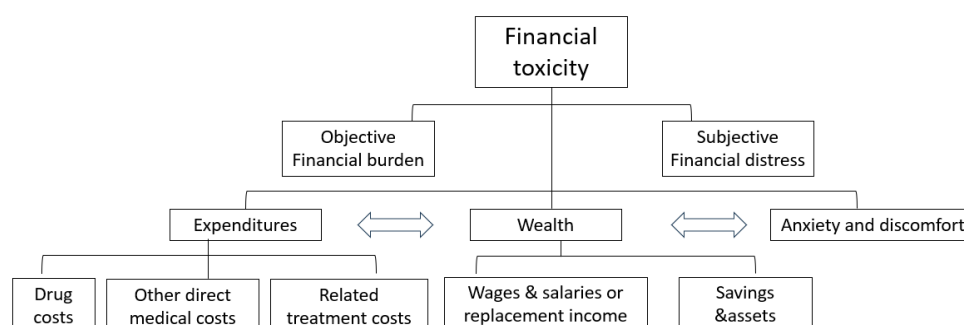 Financial
toxicity
Objective
Financial burden
Subjective
Financial distress
Expenditures
Wealth
Anxiety and discomfort
Drug
costs
Other direct
medical costs
Related
treatment costs
Wages & salaries or
replacement income
Savings
&assets